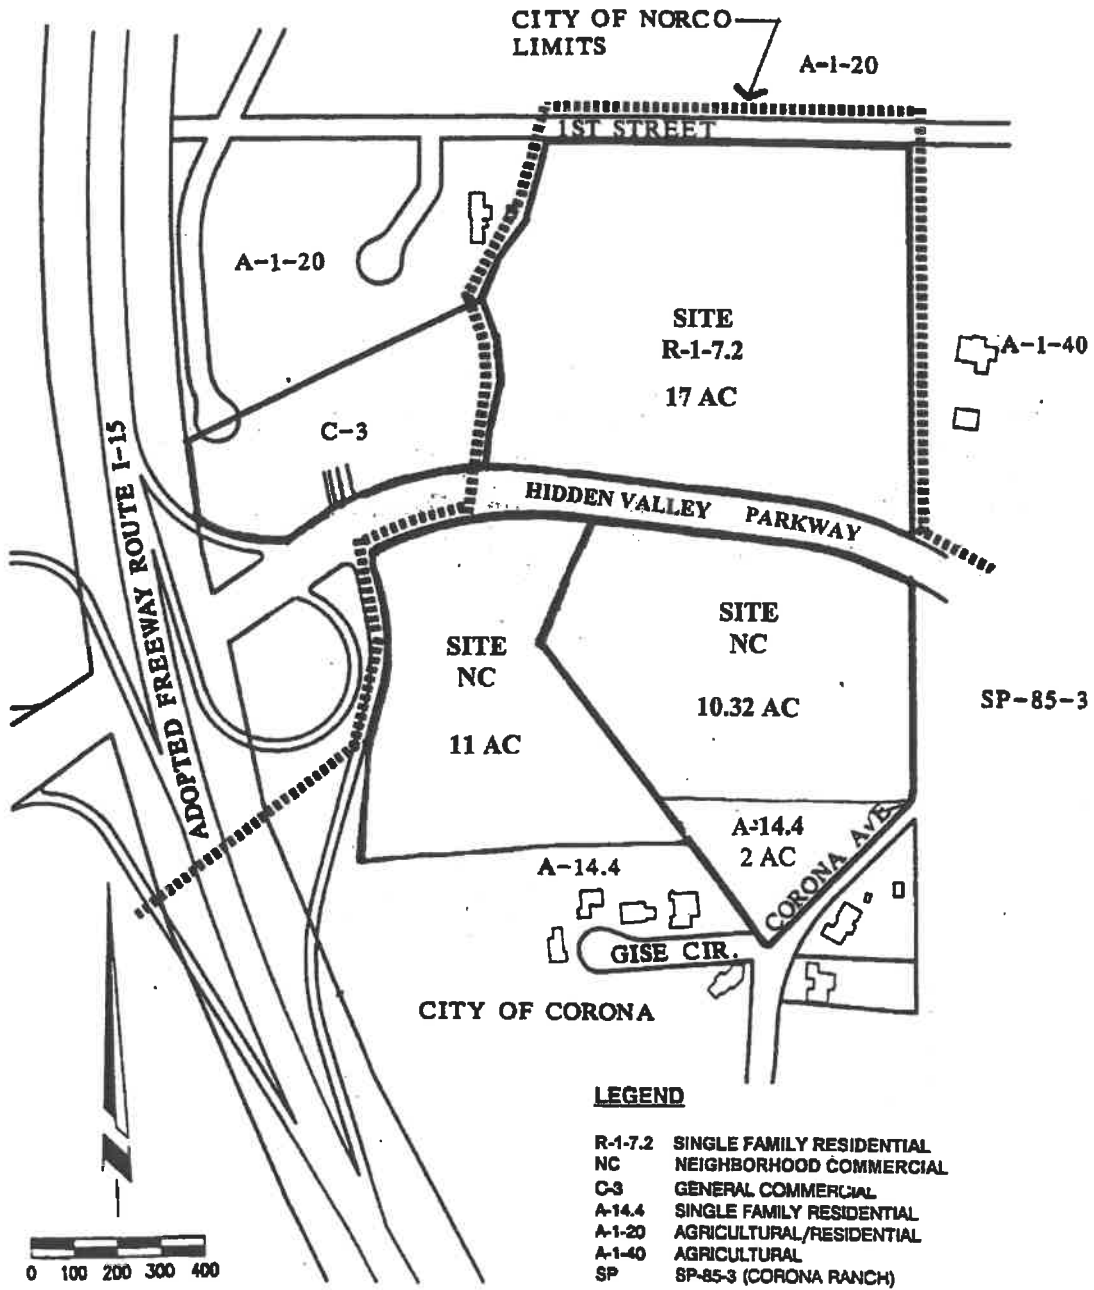 CITY OF NORCO
LIMITS
A-1-20
1ST STREET
A-1-20
SITE
R-1-7.2
17 AC
A-1-40
C-3
HIDDEN VALLEY PARKWAY
ADOPTED FREEWAY ROUTE I-15
SITE
NC
10.32 AC
SITE
NC
11 AC
SP-85-3
A-14.4
2 AC
CORONA AVE
A-14.4
GISE CIR.
CITY OF CORONA
LEGEND
R-1-7.2 SINGLE FAMILY RESIDENTIAL
NC NEIGHBORHOOD COMMERCIAL
C-3 GENERAL COMMERCIAL
A-14.4 SINGLE FAMILY RESIDENTIAL
A-1-20 AGRICULTURAL/RESIDENTIAL
A-1-40 AGRICULTURAL
SP SP-85-3 (CORONA RANCH)
N
0 100 200 300 400